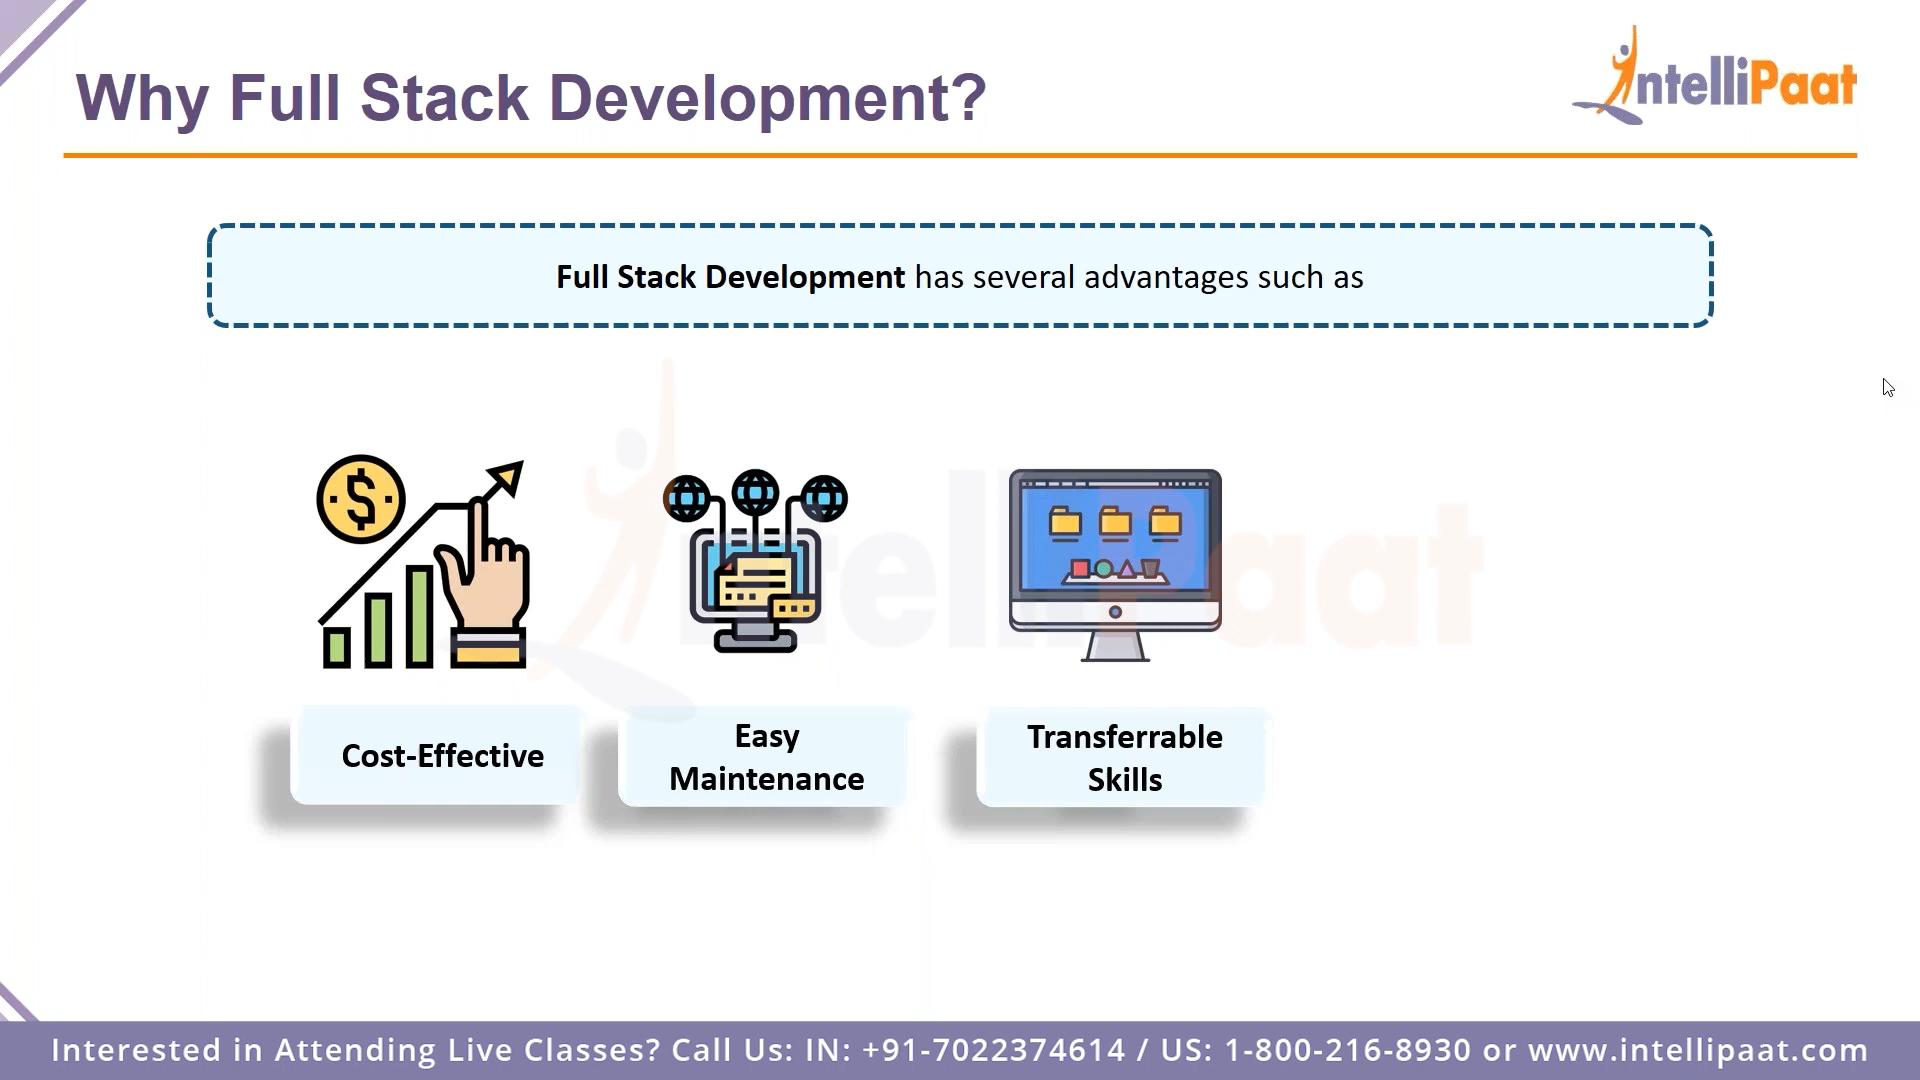 Why Full Stack Development?
IntelliPaat
Full Stack Development has several advantages such as
Cost-Effective
Easy
Maintenance
Transferrable
Skills
Interested in Attending Live Classes? Call Us: IN: +91-7022374614 / US: 1-800-216-8930 or www.intellipaat.com